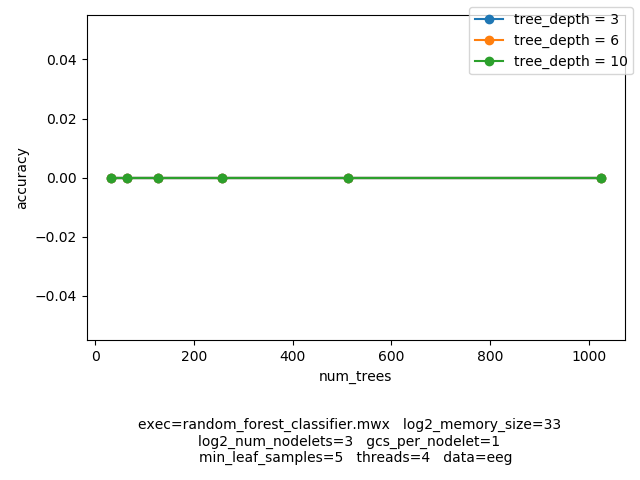 tree_depth = 3
tree_depth = 6
tree_depth = 10
0.04
0.02
0.00
−0.02
−0.04
accuracy
0 200 400 600 800 1000
num_trees
exec=random_forest_classifier.mwx log2_memory_size=33
log2_num_nodelets=3 gcs_per_nodelet=1
min_leaf_samples=5 threads=4 data=eeg